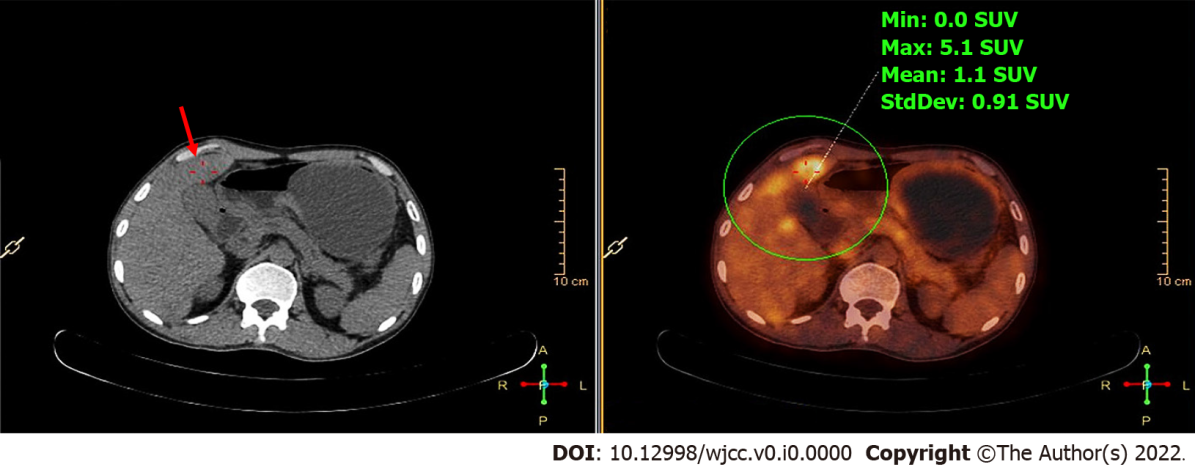 Min: 0.0 SUV
Max: 5.1 SUV
Mean: 1.1 SUV
StdDev: 0.91 SUV
10 cm
10 cm
A
R P L
P
A
R P L
P
DOI: 10.12998/wjcc.v0.i0.0000 Copyright ©The Author(s) 2022.